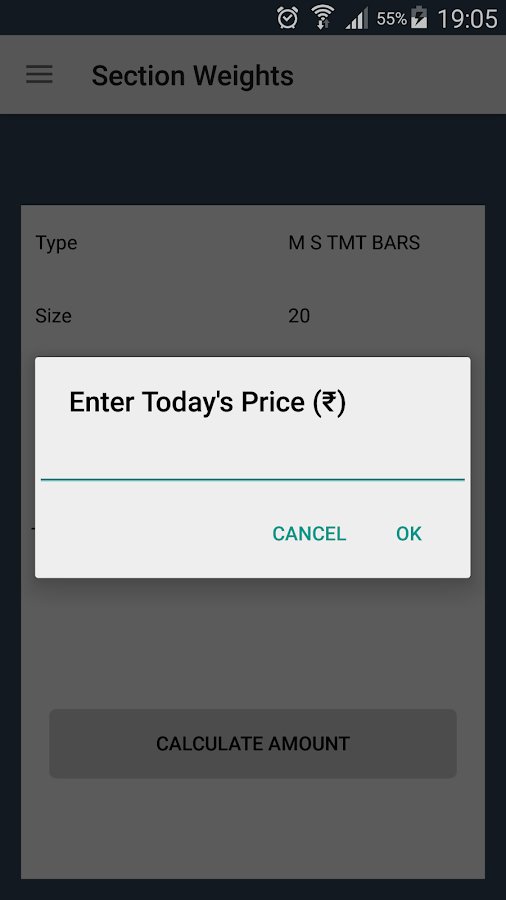 55% 19:05
Section Weights
Type M S TMT BARS
Size 20
Enter Today's Price (₹)
CANCEL OK
CALCULATE AMOUNT